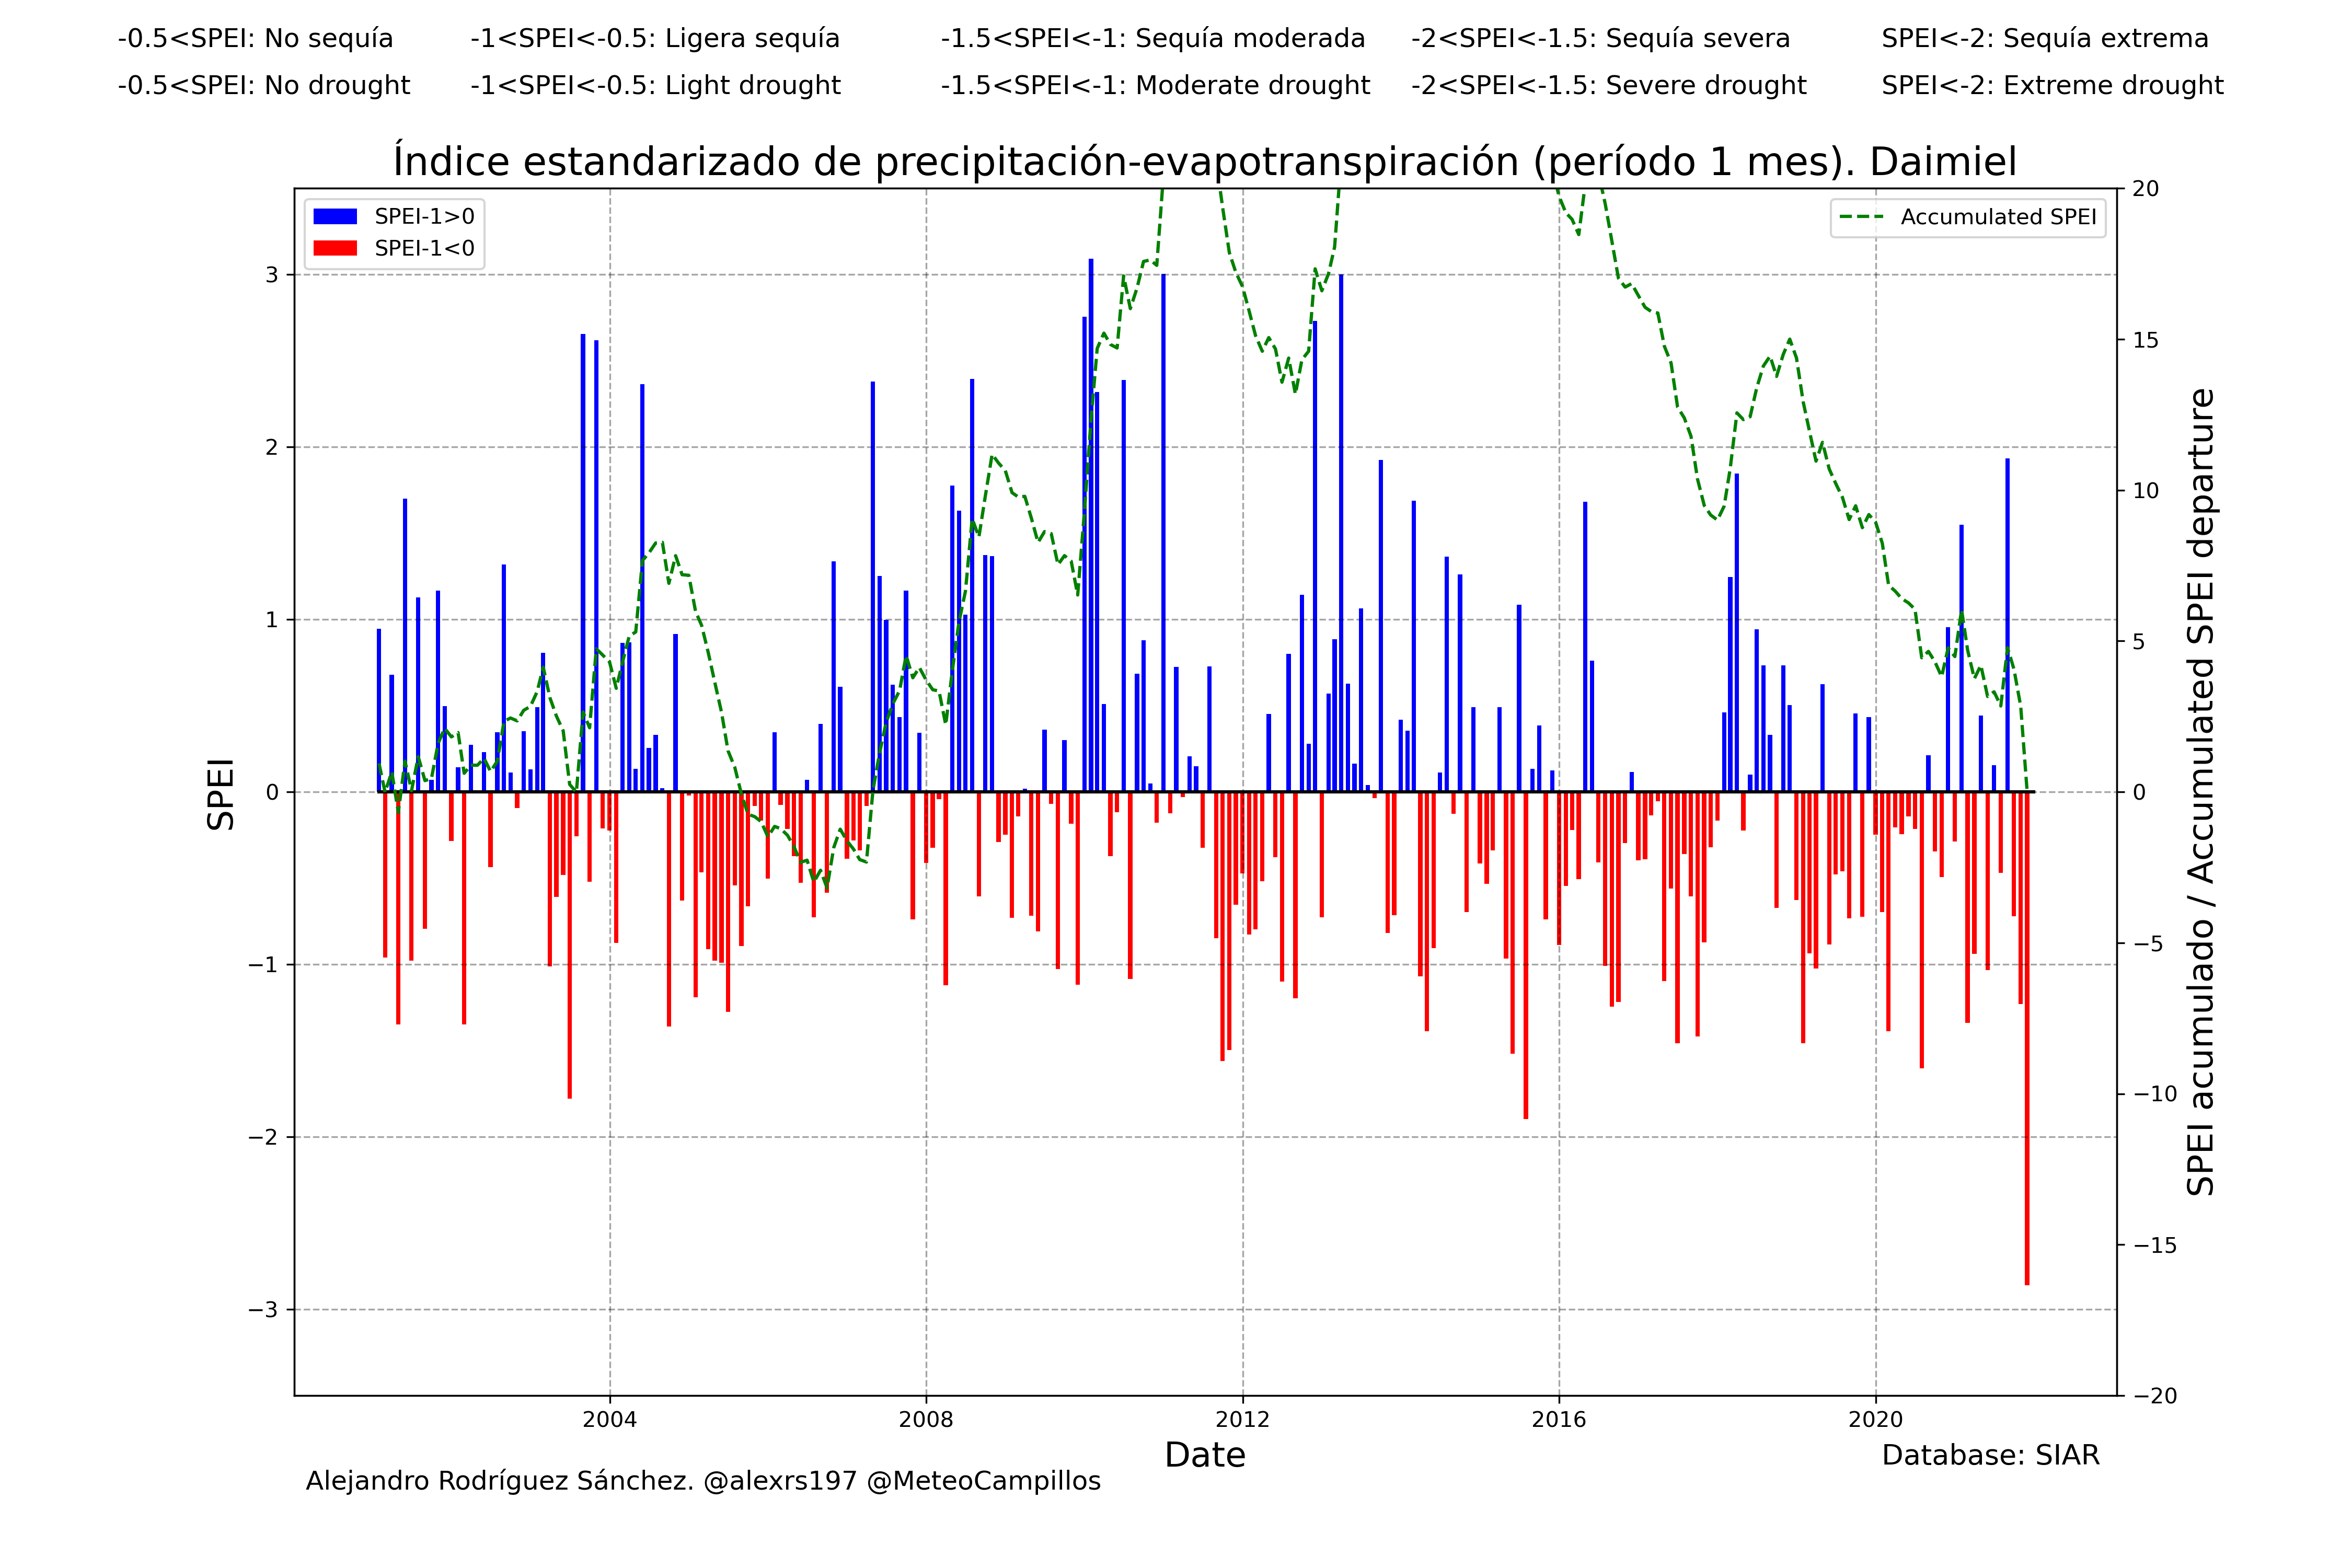 -0.5<SPEI: No sequía -1<SPEI<-0.5: Ligera sequía -1.5<SPEI<-1: Sequía moderada -2<SPEI<-1.5: Sequía severa SPEI<-2: Sequía extrema
-0.5<SPEI: No drought -1<SPEI<-0.5: Light drought -1.5<SPEI<-1: Moderate drought -2<SPEI<-1.5: Severe drought SPEI<-2: Extreme drought
Índice estandarizado de precipitación-evapotranspiración (período 1 mes). Daimiel
SPEI-1>0
SPEI-1<0
Accumulated SPEI
SPEI
3
2
1
0
−1
−2
−3
20
15
10
5
0
−5
−10
−15
−20
SPEI acumulado / Accumulated SPEI departure
2004 2008 2012 2016 2020
Date
Database: SIAR
Alejandro Rodríguez Sánchez. @alexrs197 @MeteoCampillos